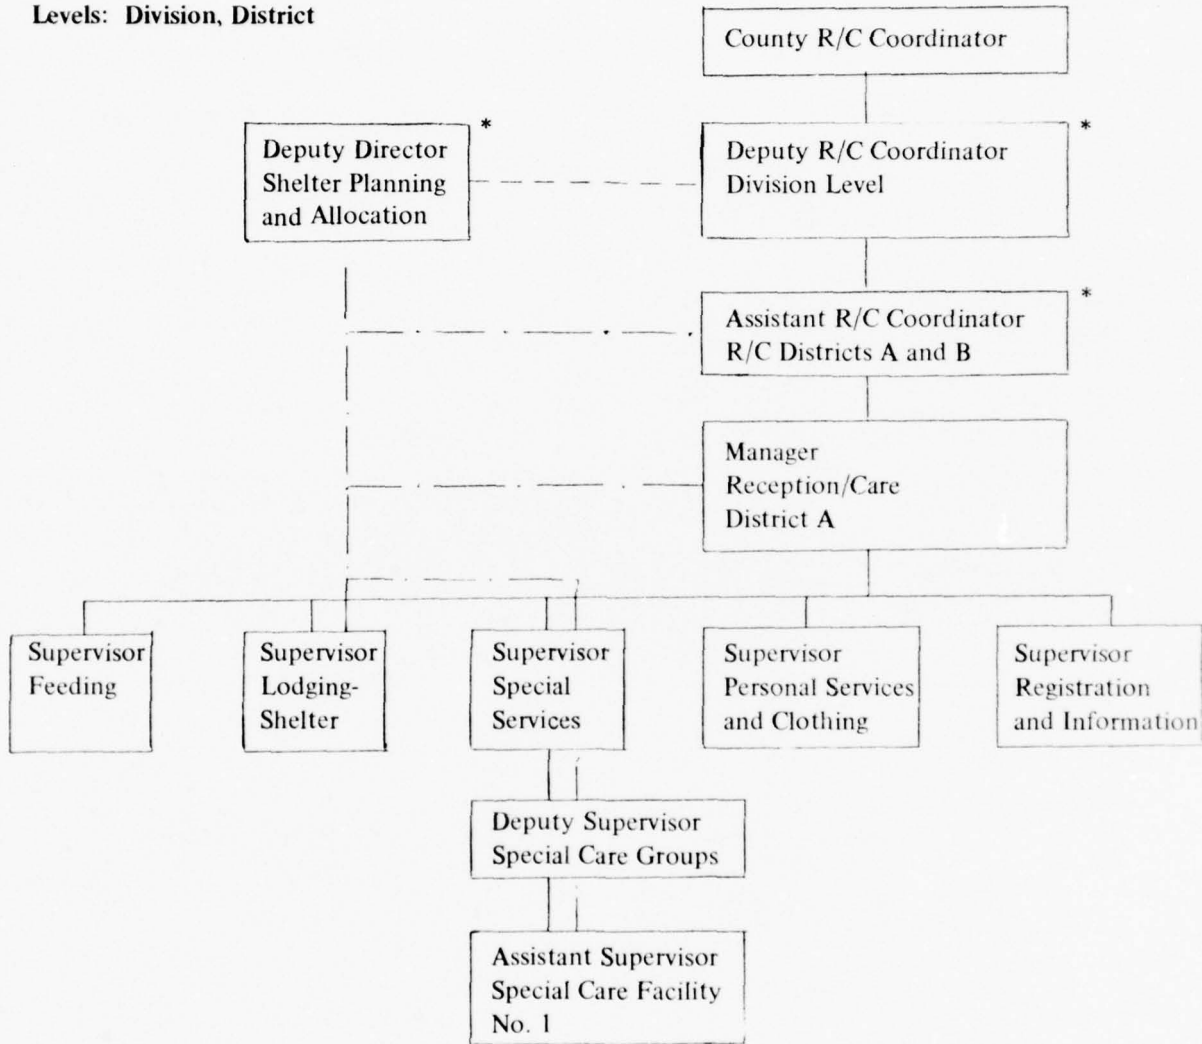 Levels: Division, District
County R/C Coordinator
*
Deputy Director
Shelter Planning
and Allocation
*
Deputy R/C Coordinator
Division Level
*
Assistant R/C Coordinator
R/C Districts A and B
Manager
Reception/Care
District A
Supervisor
Feeding
Supervisor
Lodging-
Shelter
Supervisor
Special
Services
Supervisor
Personal Services
and Clothing
Supervisor
Registration
and Information
Deputy Supervisor
Special Care Groups
Assistant Supervisor
Special Care Facility
No. 1